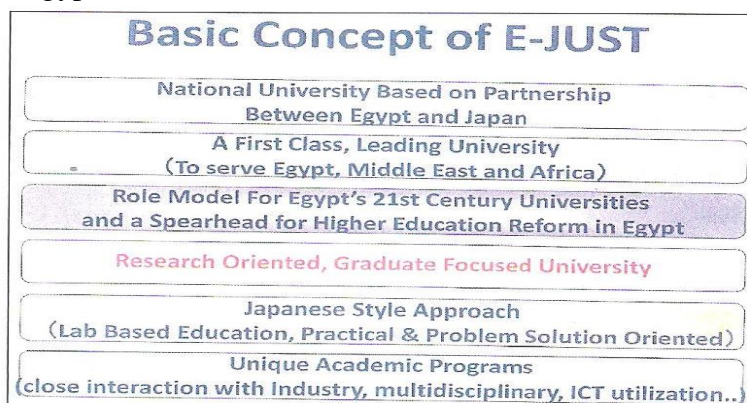 Basic Concept of E-JUST
National University Based on Partnership
Between Egypt and Japan
A First Class, Leading University
(To serve Egypt, Middle East and Africa)
Role Model For Egypt's 21st Century Universities
and a Spearhead for Higher Education Reform in Egypt
Research Oriented, Graduate Focused University
Japanese Style Approach
(Lab Based Education, Practical & Problem Solution Oriented)
Unique Academic Programs
(close interaction with Industry, multidisciplinary, ICT utilization..)